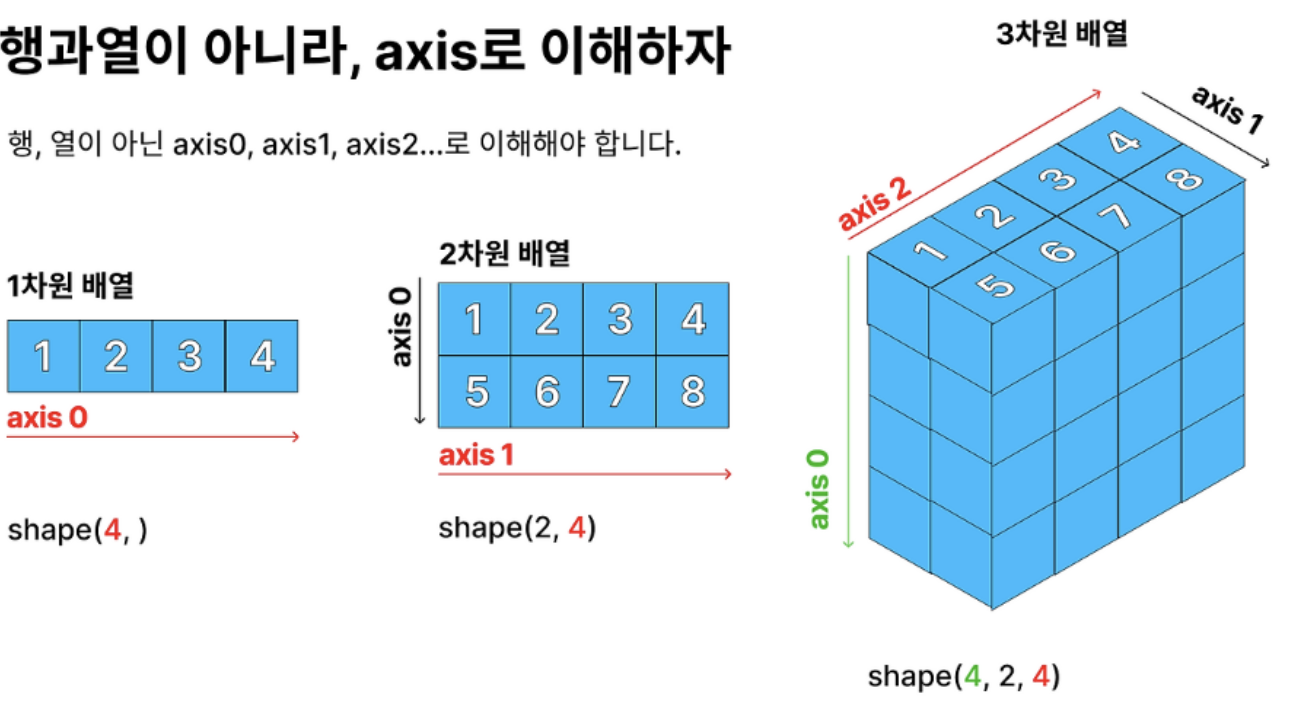 행과열이 아니라, axis로 이해하자
행, 열이 아닌 axis0, axis1, axis2...로 이해해야 합니다.
1차원 배열
1 2 3 4
axis 0
shape(4, )
2차원 배열
axis 0
1 2 3 4
5 6 7 8
axis 1
shape(2, 4)
3차원 배열
axis 1
axis 2
1 2 3 4
5 6 7 8
axis 0
shape(4, 2, 4)